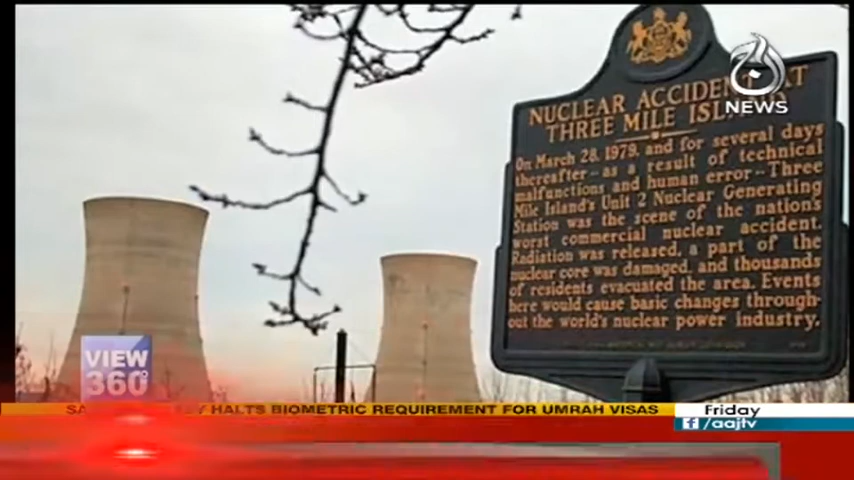 NEWS
NUCLEAR ACCIDENT AT
THREE MILE ISLAND
On March 28, 1979, and for several days
thereafter--as a result of technical
malfunctions and human error--Three
Mile Island's Unit 2 Nuclear Generating
Station was the scene of the nation's
worst commercial nuclear accident.
Radiation was released, a part of the
nuclear core was damaged, and thousands
of residents evacuated the area. Events
here would cause basic changes through-
out the world's nuclear power industry.
VIEW
360°
HALTS BIOMETRIC REQUIREMENT FOR UMRAH VISAS
Friday
f /aajtv